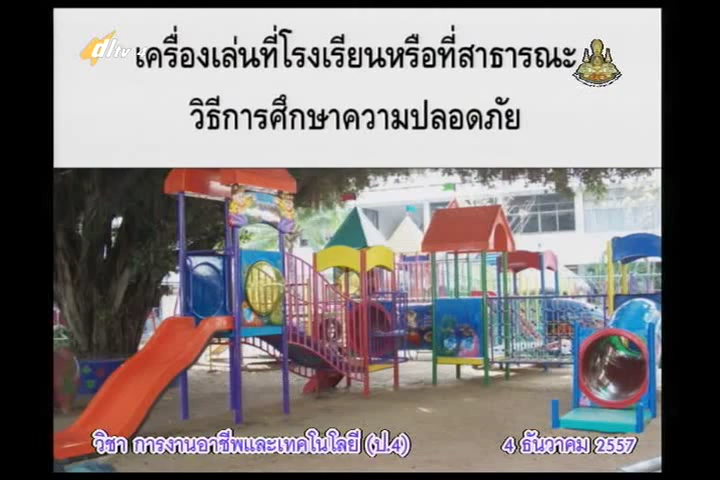 dltv 4
เครื่องเล่นที่โรงเรียนหรือที่สาธารณะ
วิธีการศึกษาความปลอดภัย
วิชา การงานอาชีพและเทคโนโลยี (ป.4)
4 ธันวาคม 2557